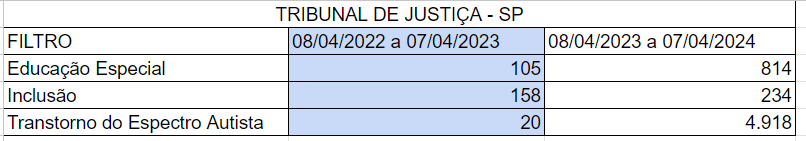 TRIBUNAL DE JUSTIÇA - SP
FILTRO 08/04/2022 a 07/04/2023 08/04/2023 a 07/04/2024
Educação Especial 105 814
Inclusão 158 234
Transtorno do Espectro Autista 20 4.918